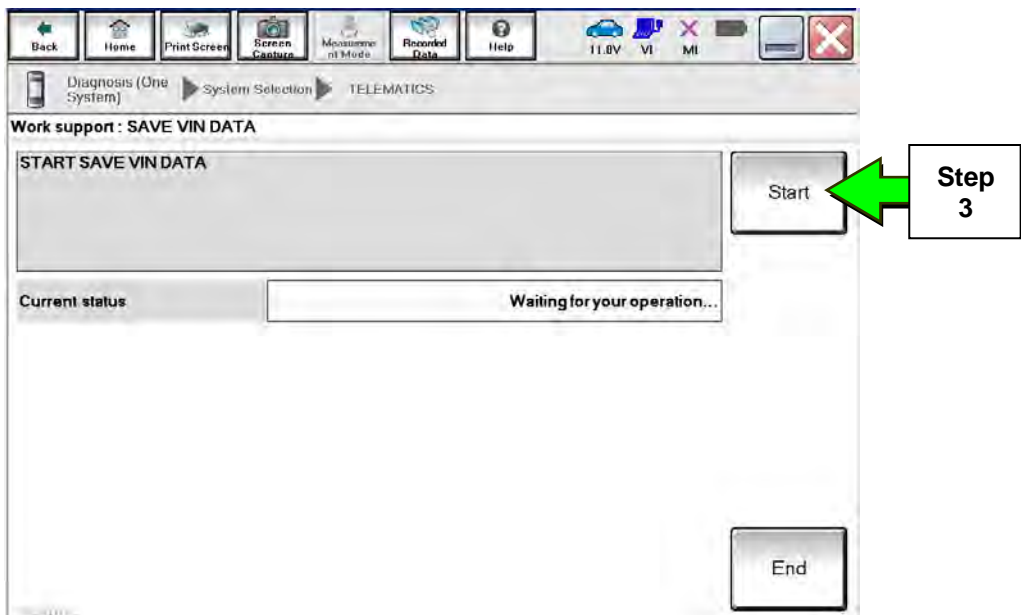 Back
Home
Print Screen
Screen
Capture
Measureme
nt Mode
Recorded
Data
Help
11.8V
VI
MI
Diagnosis (One
System)
System Selection
TELEMATICS
Work support : SAVE VIN DATA
START SAVE VIN DATA
Start
Step
3
Current status
Waiting for your operation...
End